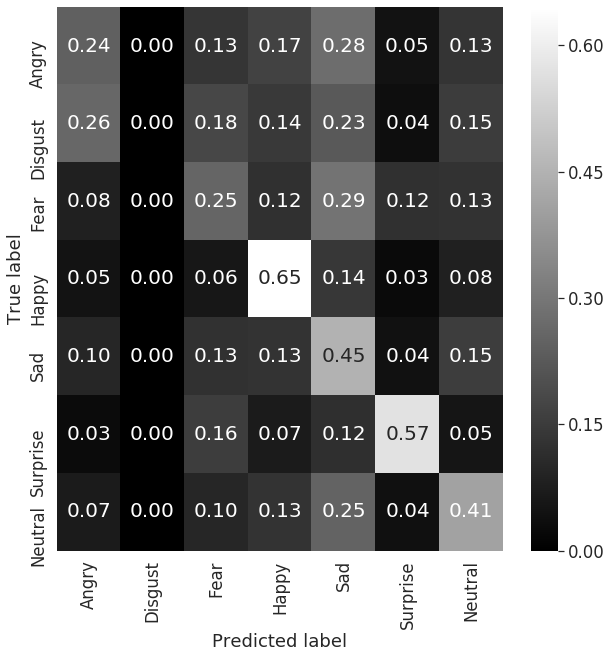 Angry 0.24 0.00 0.13 0.17 0.28 0.05 0.13
Disgust 0.26 0.00 0.18 0.14 0.23 0.04 0.15
Fear 0.08 0.00 0.25 0.12 0.29 0.12 0.13
Happy 0.05 0.00 0.06 0.65 0.14 0.03 0.08
Sad 0.10 0.00 0.13 0.13 0.45 0.04 0.15
Surprise 0.03 0.00 0.16 0.07 0.12 0.57 0.05
Neutral 0.07 0.00 0.10 0.13 0.25 0.04 0.41
True label
Angry Disgust Fear Happy Sad Surprise Neutral
Predicted label
0.60
0.45
0.30
0.15
0.00